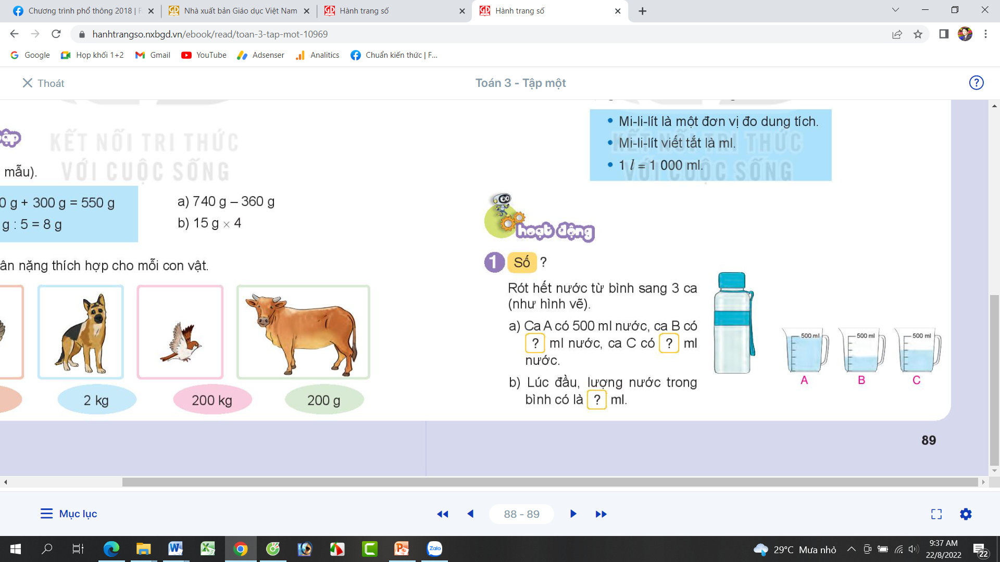 Chương trình phổ thông 2018 | F
Nhà xuất bản Giáo dục Việt Nam
Hành trang số
Hành trang số
hanhtrangso.nxbgd.vn/ebook/read/toan-3-tap-mot-10969
Google
Họp khối 1+2
Gmail
YouTube
Adsenser
Analitics
Chuẩn kiến thức | F...
Thoát
Toán 3 - Tập một
?
KẾT NỐI TRI THỨC
VỚI CUỘC SỐNG
mẫu).
0 g + 300 g = 550 g
g : 5 = 8 g
a) 740 g – 360 g
b) 15 g × 4
ân nặng thích hợp cho mỗi con vật.
2 kg
200 kg
200 g
• Mi-li-lít là một đơn vị đo dung tích.
• Mi-li-lít viết tắt là ml.
• 1 l = 1 000 ml.
KẾT NỐI TRI THỨC
VỚI CUỘC SỐNG
hoạt động
1 Số ?
Rót hết nước từ bình sang 3 ca
(như hình vẽ).
a) Ca A có 500 ml nước, ca B có
? ml nước, ca C có ? ml
nước.
b) Lúc đầu, lượng nước trong
bình có là ? ml.
500 ml
500 ml
500 ml
A
B
C
89
Mục lục
88 - 89
Zalo
29°C Mưa nhỏ
9:37 AM
22/8/2022
22